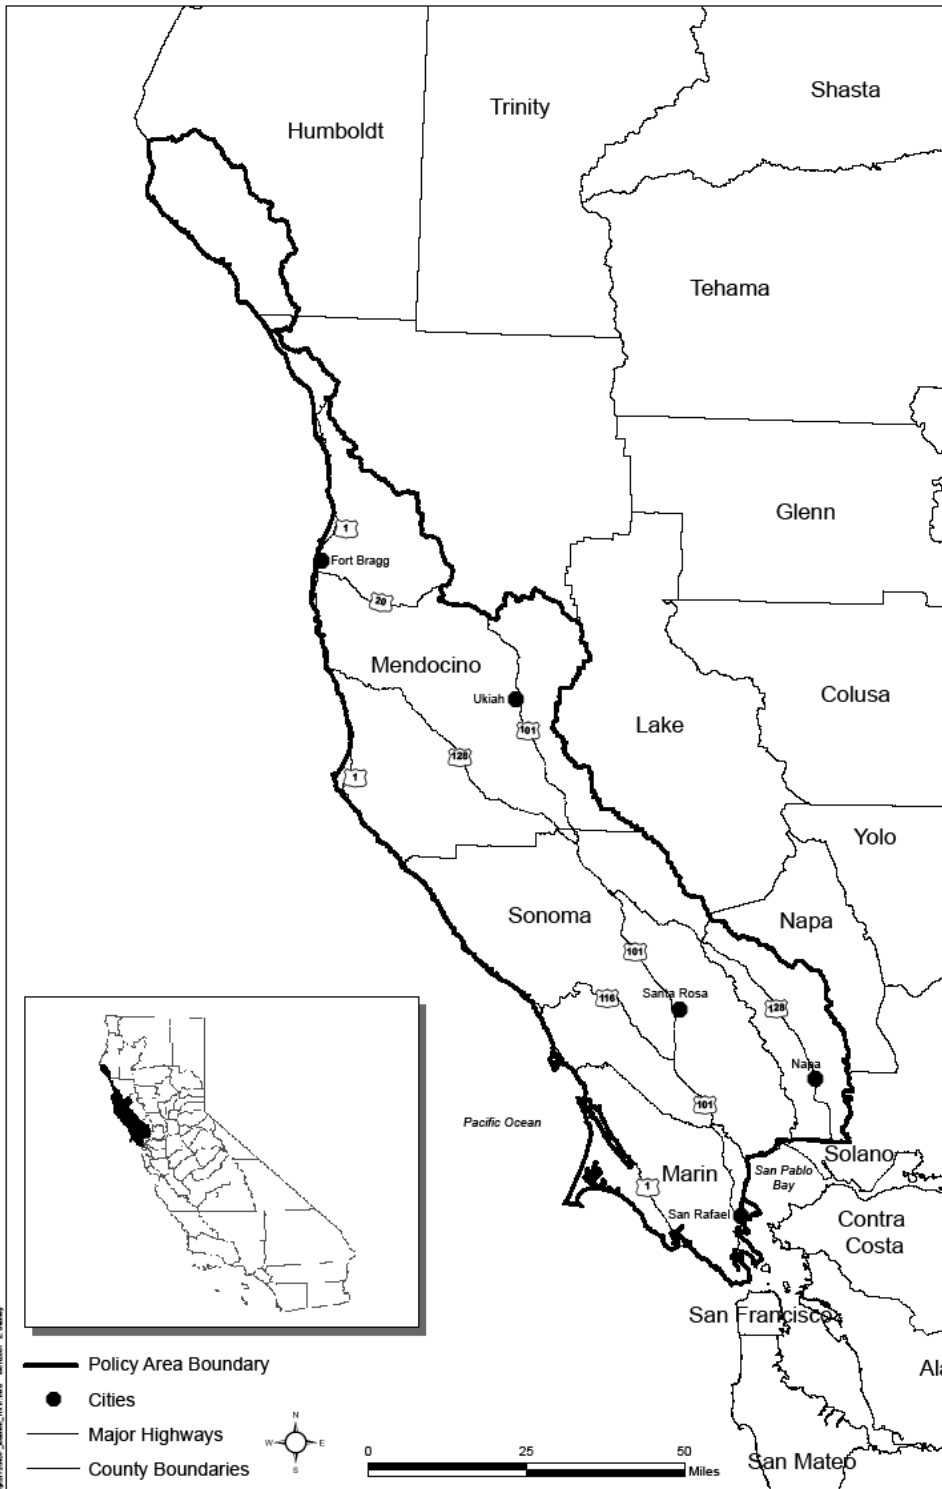 Shasta
Trinity
Humboldt
Tehama
Glenn
1
Fort Bragg
20
Mendocino
Ukiah
Colusa
101
Lake
128
1
Yolo
Sonoma
Napa
101
Santa Rosa
116
128
Napa
101
Pacific Ocean
Solano
Marin
San Pablo
Bay
1
San Rafael
Contra
Costa
San Francisco
Ala
San Mateo
Policy Area Boundary
Cities
Major Highways
County Boundaries
N
W
E
S
0
25
50
Miles